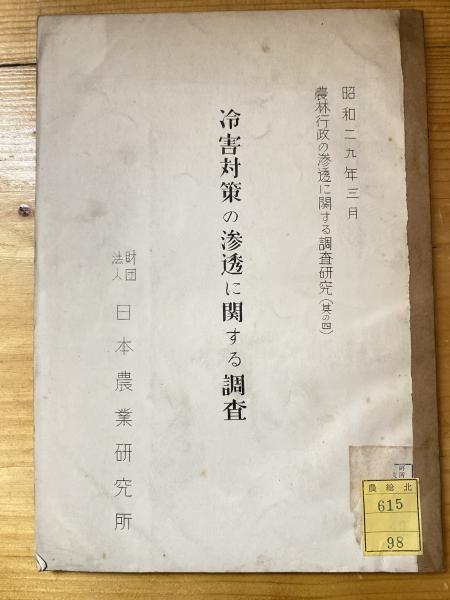 昭和二九年三月
農林行政の滲透に関する調査研究（其の四）
冷害対策の滲透に関する調査
財団
法人
日本農業研究所
農総北
615
98